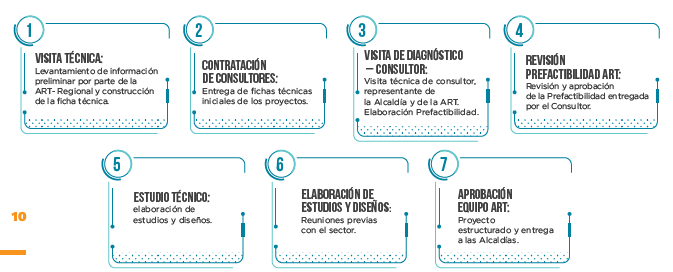 1
VISITA TÉCNICA:
Levantamiento de información
preliminar por parte de la
ART- Regional y construcción
de la ficha técnica.
2
CONTRATACIÓN
DE CONSULTORES:
Entrega de fichas técnicas
iniciales de los proyectos.
3
VISITA DE DIAGNÓSTICO
– CONSULTOR:
Visita técnica de consultor,
representante de
la Alcaldía y de la ART.
Elaboración Prefactibilidad.
4
REVISIÓN
PREFACTIBILIDAD ART:
Revisión y aprobación
de la Prefactibilidad entregada
por el Consultor.
5
ESTUDIO TÉCNICO:
elaboración de
estudios y diseños.
6
ELABORACIÓN DE
ESTUDIOS Y DISEÑOS:
Reuniones previas
con el sector.
7
APROBACIÓN
EQUIPO ART:
Proyecto
estructurado y entrega
a las Alcaldías.
10